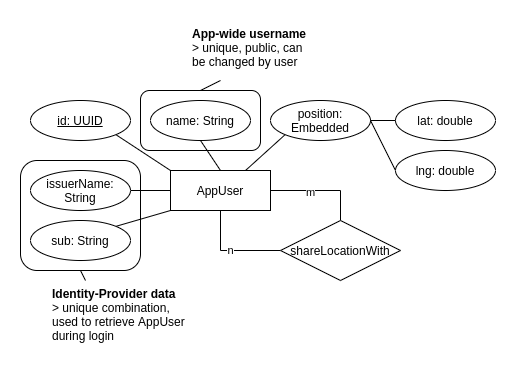 App-wide username
> unique, public, can
be changed by user
id: UUID
name: String
position:
Embedded
lat: double
lng: double
issuerName:
String
AppUser
m
sub: String
n
shareLocationWith
Identity-Provider data
> unique combination,
used to retrieve AppUser
during login